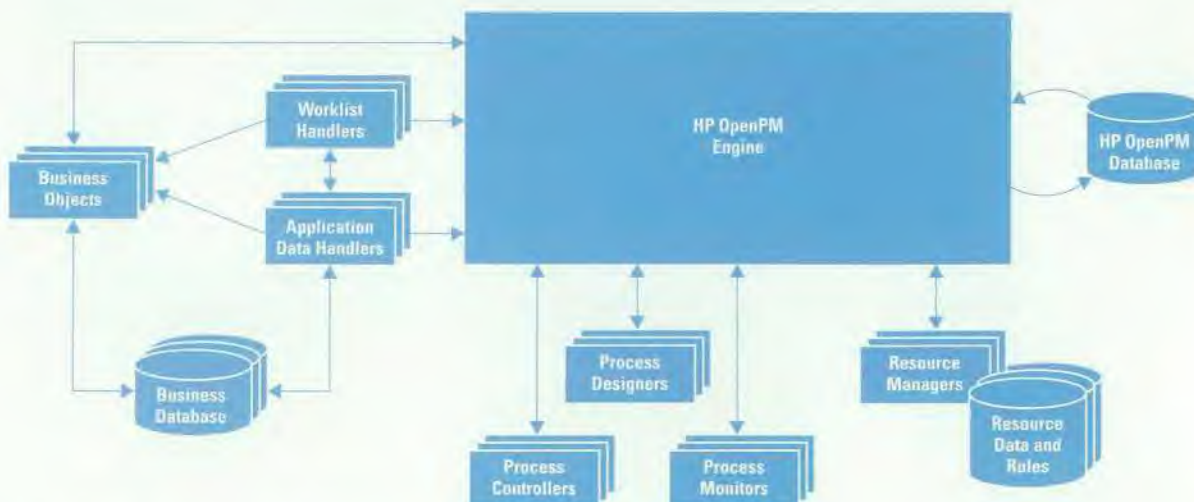 Worklist
Handlers
HP OpenPM
Engine
HP OpenPM
Database
Business
Objects
Application
Data Handlers
Process
Designers
Resource
Managers
Business
Database
Resource
Data and
Rules
Process
Controllers
Process
Monitors